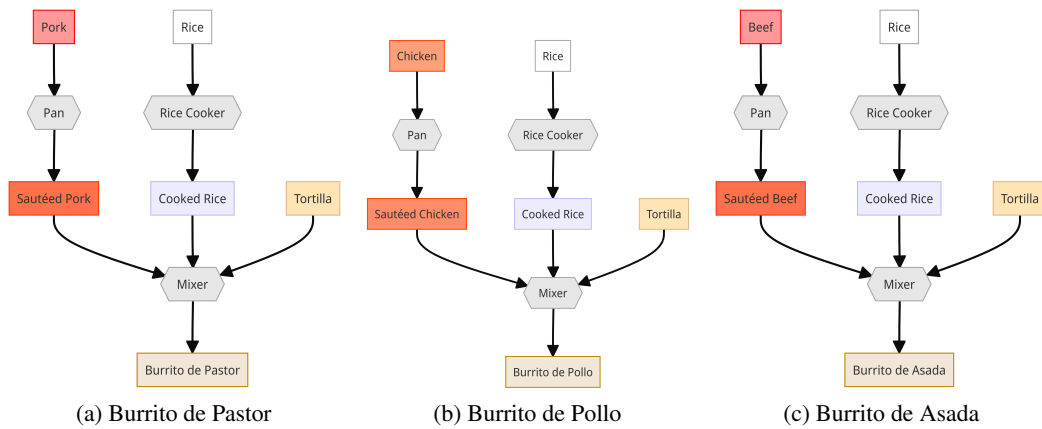 Pork
Rice
Pan
Rice Cooker
Sautéed Pork
Cooked Rice
Tortilla
Mixer
Burrito de Pastor
(a) Burrito de Pastor
Chicken
Rice
Pan
Rice Cooker
Sautéed Chicken
Cooked Rice
Tortilla
Mixer
Burrito de Pollo
(b) Burrito de Pollo
Beef
Rice
Pan
Rice Cooker
Sautéed Beef
Cooked Rice
Tortilla
Mixer
Burrito de Asada
(c) Burrito de Asada